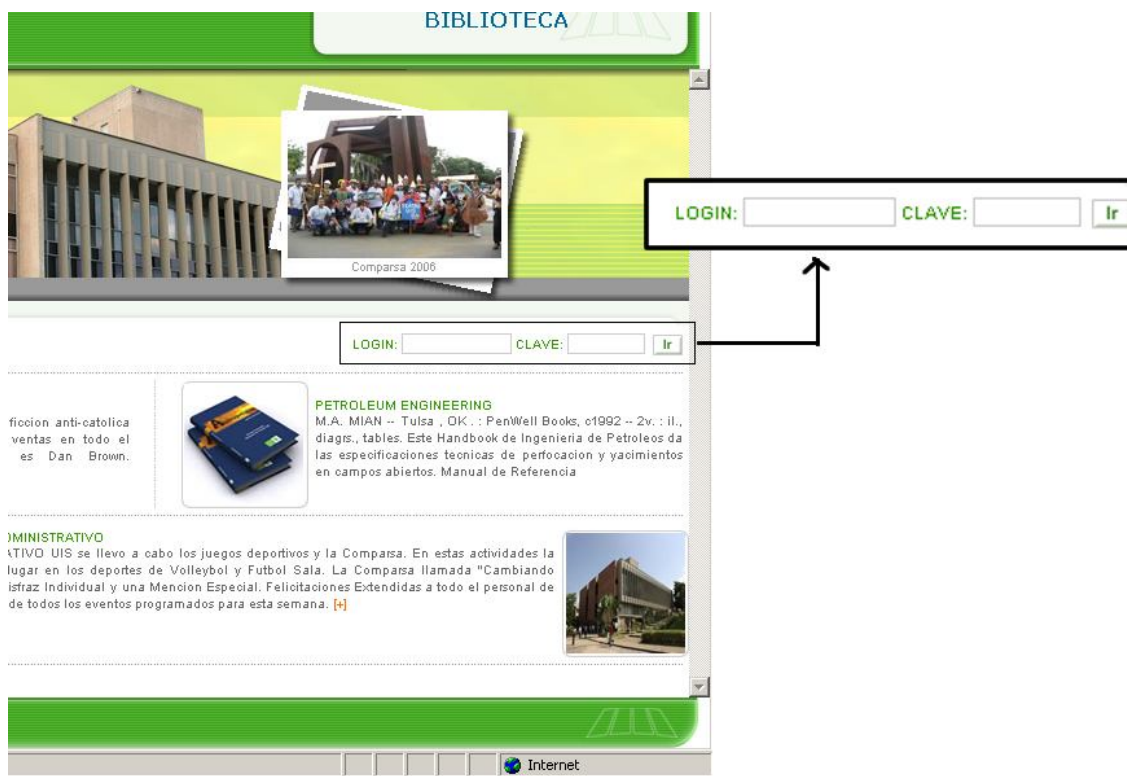 BIBLIOTECA
Comparsa 2006
LOGIN: CLAVE: Ir
LOGIN: CLAVE: Ir
ficcion anti-catolica
ventas en todo el
es Dan Brown.
PETROLEUM ENGINEERING
M.A. MIAN -- Tulsa , OK . : PenWell Books, c1992 -- 2v. : il.,
diagrs., tables. Este Handbook de Ingenieria de Petroleos da
las especificaciones tecnicas de perfocacion y yacimientos
en campos abiertos. Manual de Referencia
DMINISTRATIVO
ATIVO UIS se llevo a cabo los juegos deportivos y la Comparsa. En estas actividades la
lugar en los deportes de Volleybol y Futbol Sala. La Comparsa llamada "Cambiando
isfraz Individual y una Mencion Especial. Felicitaciones Extendidas a todo el personal de
de todos los eventos programados para esta semana. [+]
Internet